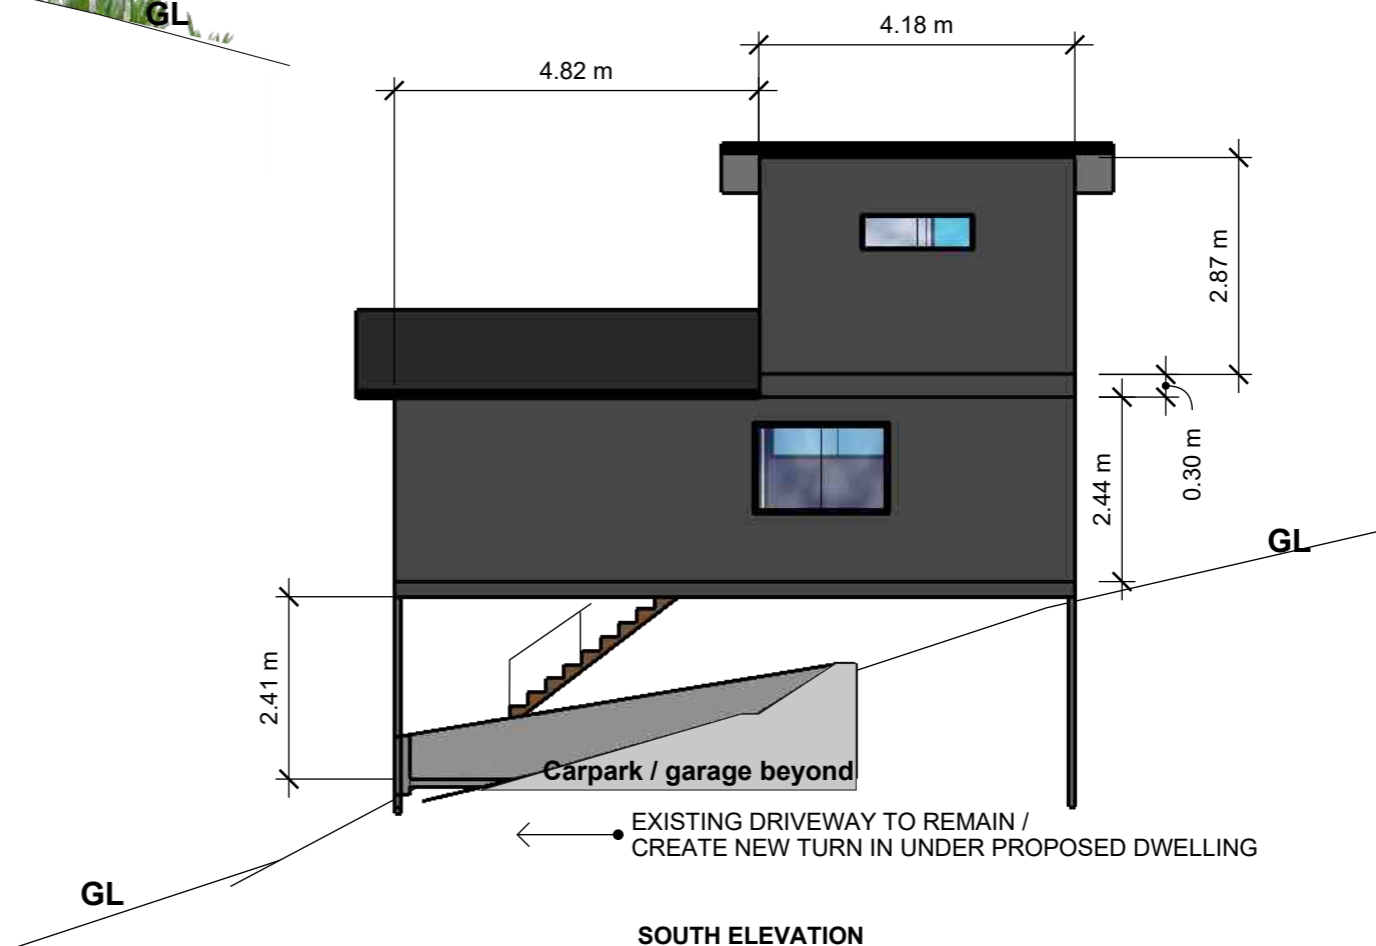 GL
4.18 m
4.82 m
2.87 m
0.30 m
2.44 m
GL
2.41 m
Carpark / garage beyond
EXISTING DRIVEWAY TO REMAIN /
CREATE NEW TURN IN UNDER PROPOSED DWELLING
GL
SOUTH ELEVATION